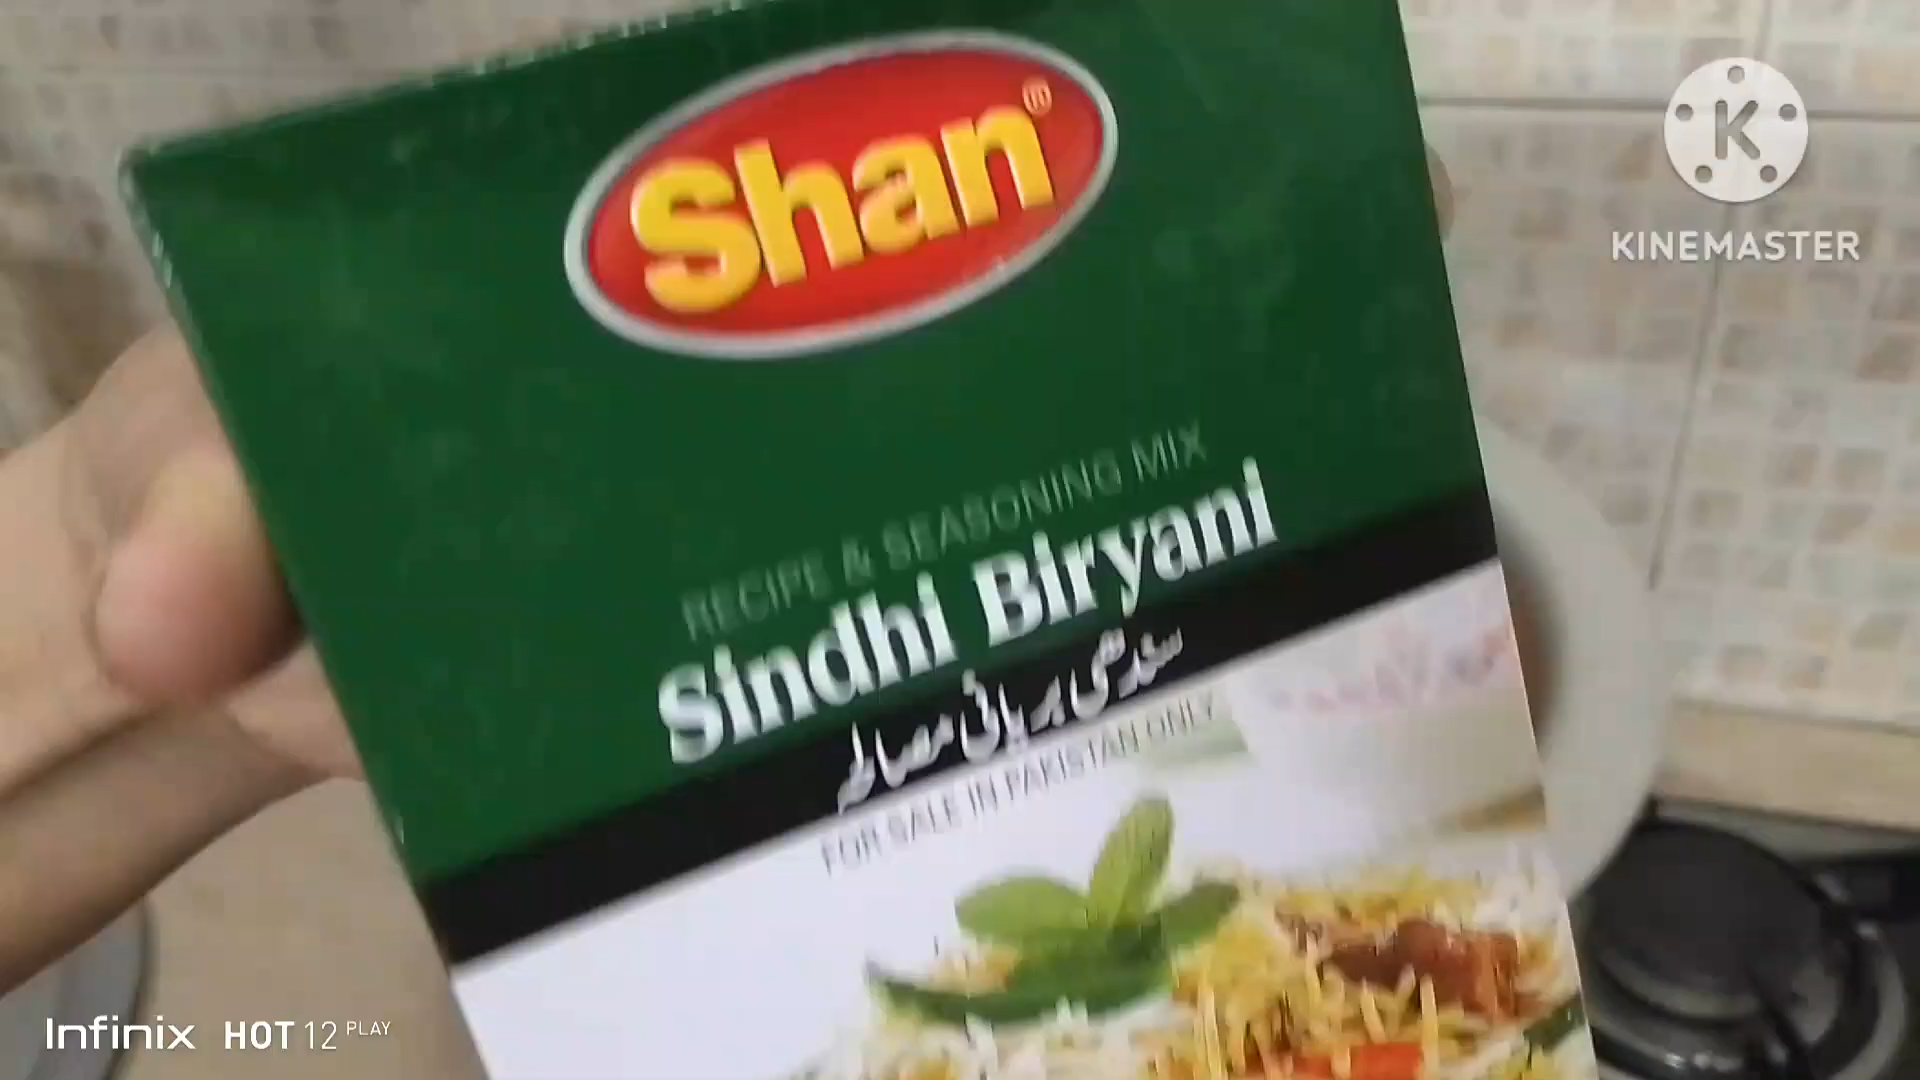 Shan®
RECIPE & SEASONING MIX
Sindhi Biryani
سندھی بریانی مصالحہ
FOR SALE IN PAKISTAN ONLY
K
KINEMASTER
Infinix HOT 12 PLAY